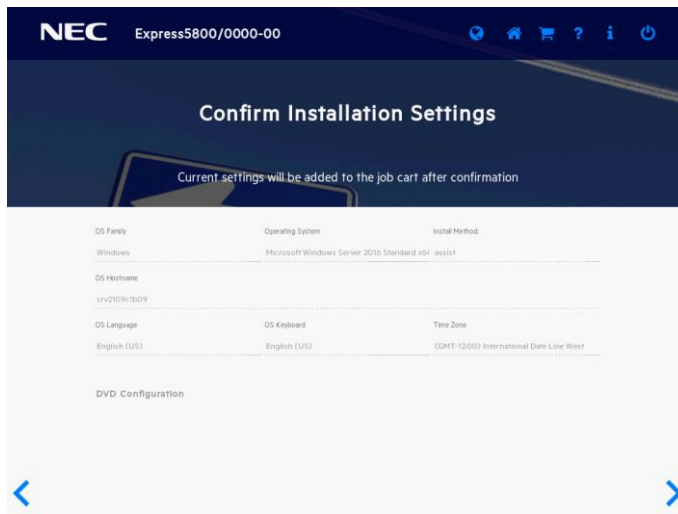 NEC Express5800/0000-00 ? i
Confirm Installation Settings
Current settings will be added to the job cart after confirmation
OS Family Operating System Install Method:
Windows Microsoft Windows Server 2016 Standard x64 assist
OS Hostname
srv2109c1b09
OS Language OS Keyboard Time Zone
English (US) English (US) (GMT-1200) International Date Line West
DVD Configuration